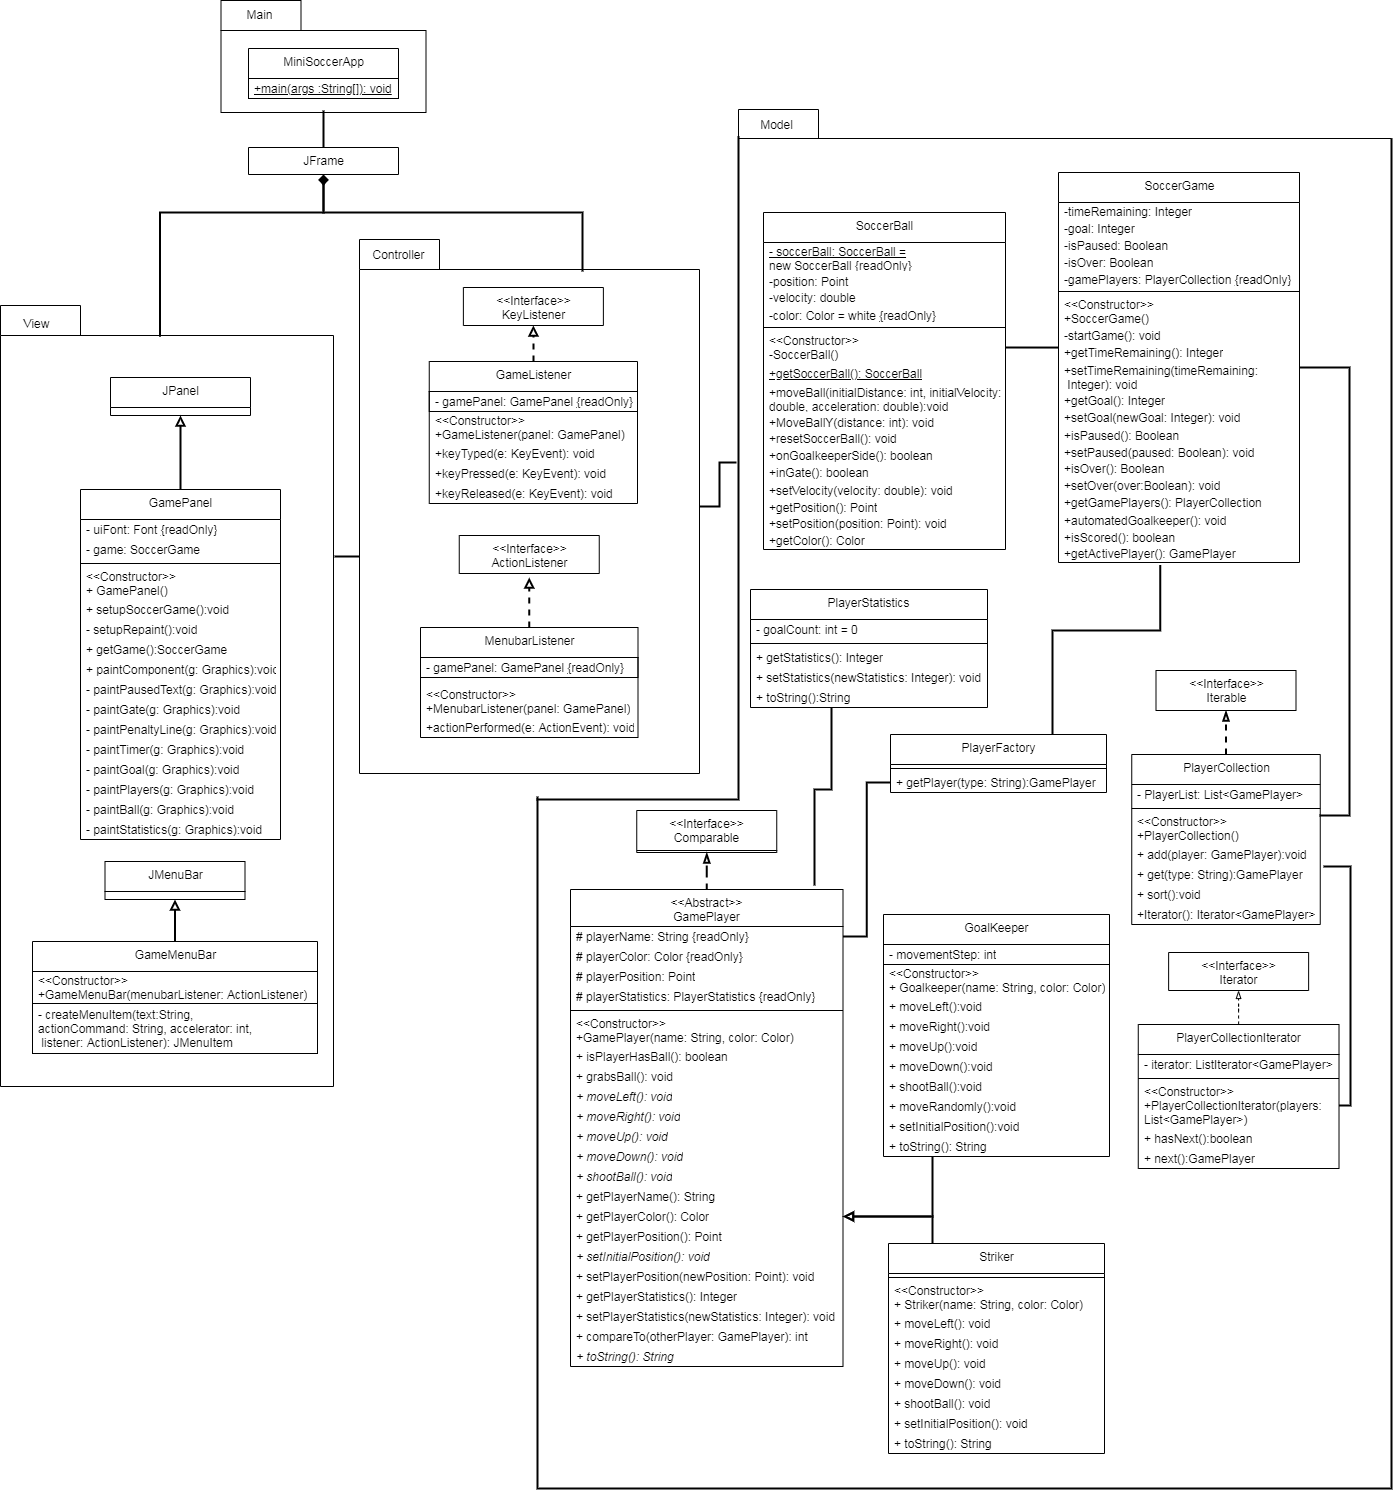 Main
MiniSoccerApp
+main(args :String[]): void
JFrame
View
JPanel
GamePanel
- uiFont: Font {readOnly}
- game: SoccerGame
<<Constructor>>
+ GamePanel()
+ setupSoccerGame():void
- setupRepaint():void
+ getGame():SoccerGame
+ paintComponent(g: Graphics):voic
- paintPausedText(g: Graphics):void
- paintGate(g: Graphics):void
- paintPenaltyLine(g: Graphics):void
- paintTimer(g: Graphics):void
- paintGoal(g: Graphics):void
- paintPlayers(g: Graphics):void
- paintBall(g: Graphics):void
- paintStatistics(g: Graphics):void
JMenuBar
GameMenuBar
<<Constructor>>
+GameMenuBar(menubarListener: ActionListener)
- createMenuItem(text:String,
actionCommand: String, accelerator: int,
listener: ActionListener): JMenuItem
Controller
<<Interface>>
KeyListener
GameListener
- gamePanel: GamePanel {readOnly}
<<Constructor>>
+GameListener(panel: GamePanel)
+keyTyped(e: KeyEvent): void
+keyPressed(e: KeyEvent): void
+keyReleased(e: KeyEvent): void
<<Interface>>
ActionListener
MenubarListener
- gamePanel: GamePanel {readOnly}
<<Constructor>>
+MenubarListener(panel: GamePanel)
+actionPerformed(e: ActionEvent): void
Model
SoccerBall
- soccerBall: SoccerBall =
new SoccerBall {readOnly}
-position: Point
-velocity: double
-color: Color = white {readOnly}
<<Constructor>>
-SoccerBall()
+getSoccerBall(): SoccerBall
+moveBall(initialDistance: int, initialVelocity:
double, acceleration: double):void
+MoveBallY(distance: int): void
+resetSoccerBall(): void
+onGoalkeeperSide(): boolean
+inGate(): boolean
+setVelocity(velocity: double): void
+getPosition(): Point
+setPosition(position: Point): void
+getColor(): Color
SoccerGame
-timeRemaining: Integer
-goal: Integer
-isPaused: Boolean
-isOver: Boolean
-gamePlayers: PlayerCollection {readOnly}
<<Constructor>>
+SoccerGame()
-startGame(): void
+getTimeRemaining(): Integer
+setTimeRemaining(timeRemaining:
Integer): void
+getGoal(): Integer
+setGoal(newGoal: Integer): void
+isPaused(): Boolean
+setPaused(paused: Boolean): void
+isOver(): Boolean
+setOver(over:Boolean): void
+getGamePlayers(): PlayerCollection
+automatedGoalkeeper(): void
+isScored(): boolean
+getActivePlayer(): GamePlayer
PlayerStatistics
- goalCount: int = 0
+ getStatistics(): Integer
+ setStatistics(newStatistics: Integer): void
+ toString():String
PlayerFactory
+ getPlayer(type: String):GamePlayer
<<Interface>>
Iterable
PlayerCollection
- PlayerList: List<GamePlayer>
<<Constructor>>
+PlayerCollection()
+ add(player: GamePlayer):void
+ get(type: String):GamePlayer
+ sort():void
+Iterator(): Iterator<GamePlayer>
<<Interface>>
Iterator
PlayerCollectionIterator
- iterator: ListIterator<GamePlayer>
<<Constructor>>
+PlayerCollectionIterator(players:
List<GamePlayer>)
+ hasNext():boolean
+ next():GamePlayer
<<Interface>>
Comparable
<<Abstract>>
GamePlayer
# playerName: String {readOnly}
# playerColor: Color {readOnly}
# playerPosition: Point
# playerStatistics: PlayerStatistics {readOnly}
<<Constructor>>
+GamePlayer(name: String, color: Color)
+ isPlayerHasBall(): boolean
+ grabsBall(): void
+ moveLeft(): void
+ moveRight(): void
+ moveUp(): void
+ moveDown(): void
+ shootBall(): void
+ getPlayerName(): String
+ getPlayerColor(): Color
+ getPlayerPosition(): Point
+ setInitialPosition(): void
+ setPlayerPosition(newPosition: Point): void
+ getPlayerStatistics(): Integer
+ setPlayerStatistics(newStatistics: Integer): void
+ compareTo(otherPlayer: GamePlayer): int
+ toString(): String
GoalKeeper
- movementStep: int
<<Constructor>>
+ Goalkeeper(name: String, color: Color)
+ moveLeft():void
+ moveRight():void
+ moveUp():void
+ moveDown():void
+ shootBall():void
+ moveRandomly():void
+ setInitialPosition():void
+ toString(): String
Striker
<<Constructor>>
+ Striker(name: String, color: Color)
+ moveLeft(): void
+ moveRight(): void
+ moveUp(): void
+ moveDown(): void
+ shootBall(): void
+ setInitialPosition(): void
+ toString(): String